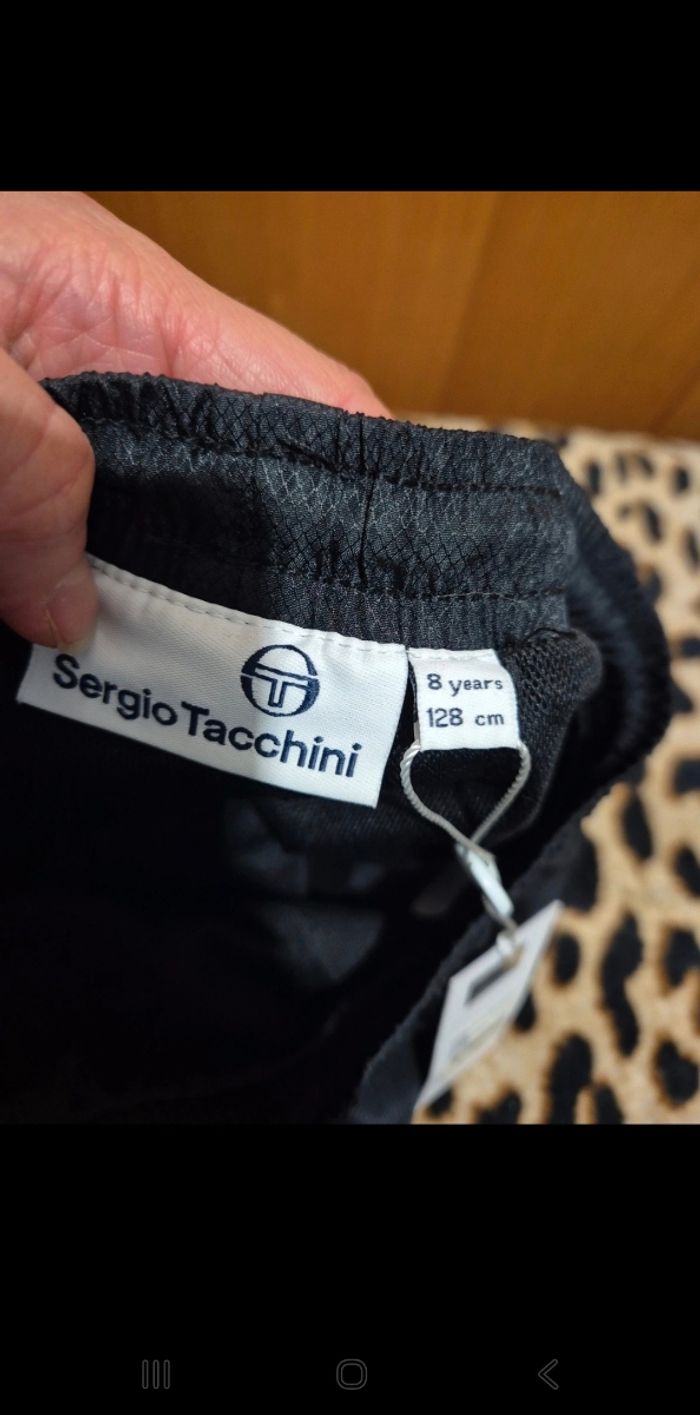 Sergio Tacchini
8 years
128 cm